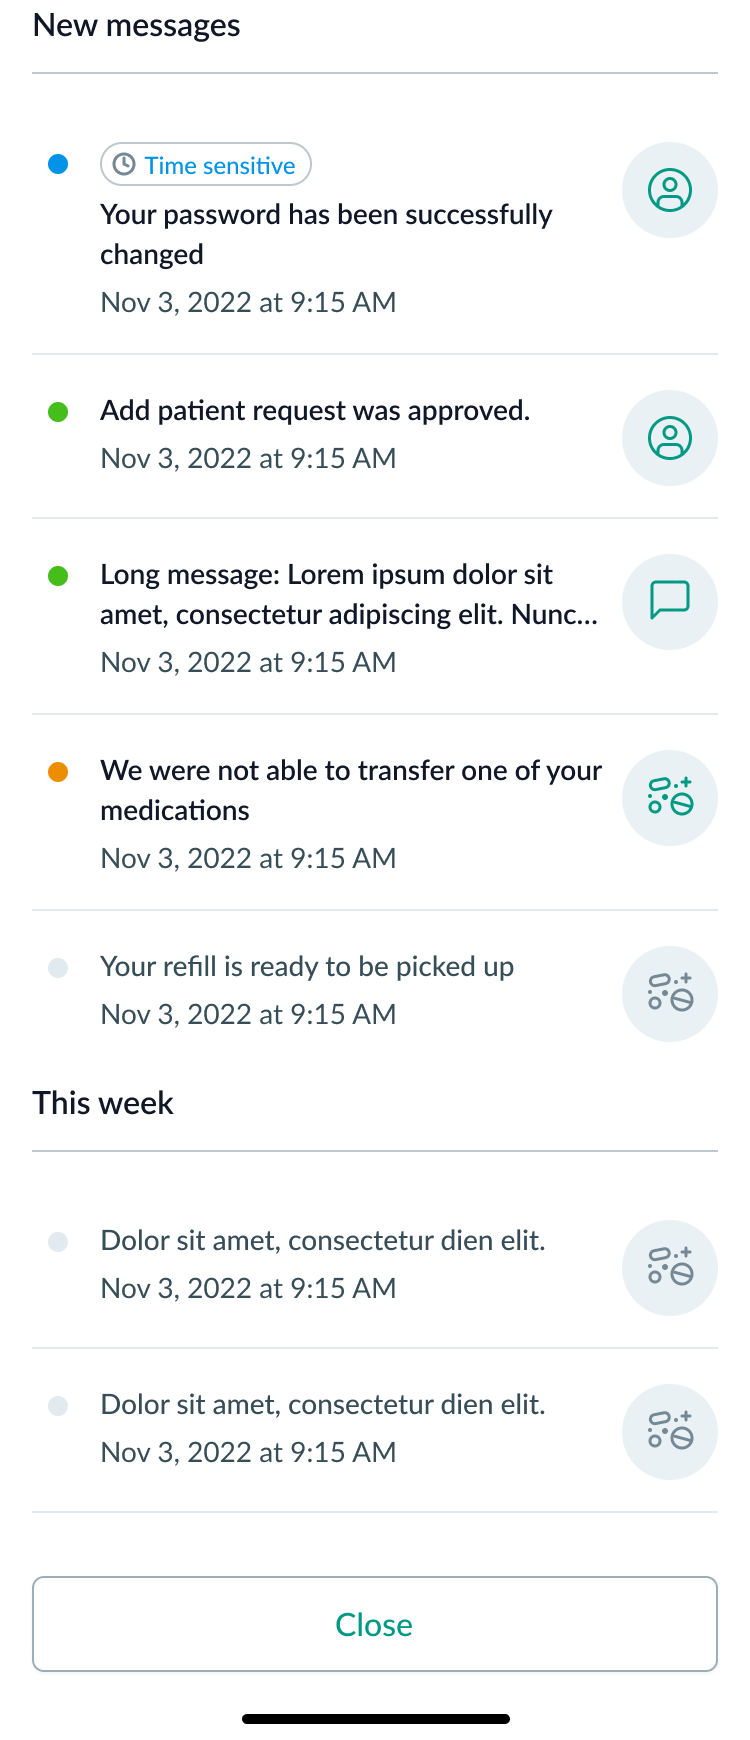 New messages
Time sensitive
Your password has been successfully
changed
Nov 3, 2022 at 9:15 AM
Add patient request was approved.
Nov 3, 2022 at 9:15 AM
Long message: Lorem ipsum dolor sit
amet, consectetur adipiscing elit. Nunc...
Nov 3, 2022 at 9:15 AM
We were not able to transfer one of your
medications
Nov 3, 2022 at 9:15 AM
Your refill is ready to be picked up
Nov 3, 2022 at 9:15 AM
This week
Dolor sit amet, consectetur dien elit.
Nov 3, 2022 at 9:15 AM
Dolor sit amet, consectetur dien elit.
Nov 3, 2022 at 9:15 AM
Close